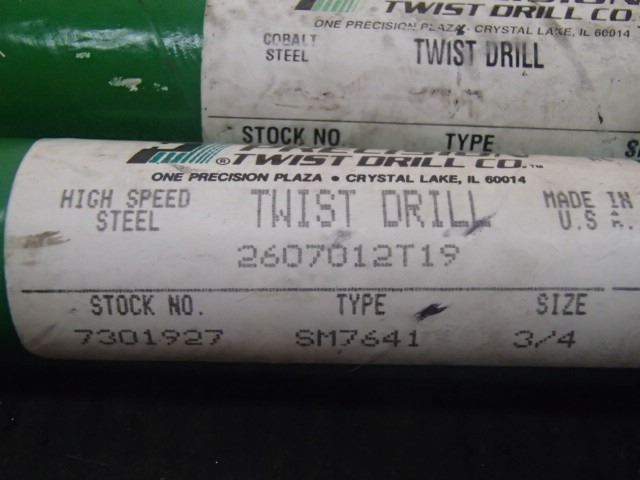 TWIST DRILL CO.
ONE PRECISION PLAZA · CRYSTAL LAKE, IL 60014
COBALT STEEL TWIST DRILL
STOCK NO TYPE
PRECISION
®TWIST DRILL CO.™
ONE PRECISION PLAZA • CRYSTAL LAKE, IL 60014
HIGH SPEED TWIST DRILL MADE IN
STEEL U.S A.
2607012T19
STOCK NO. TYPE SIZE
7301927 SM7641 3/4